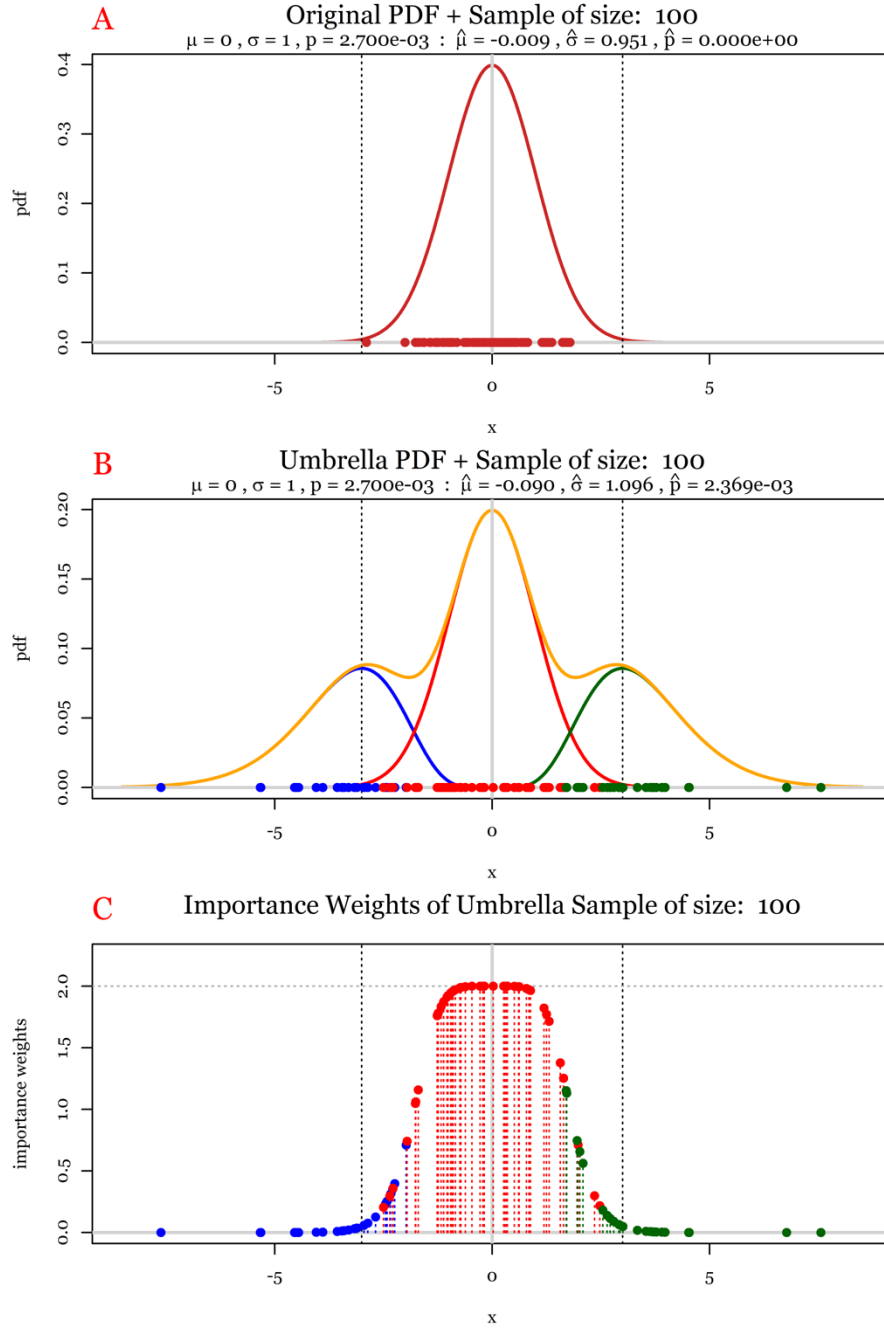 A
Original PDF + Sample of size: 100
μ = 0 , σ = 1 , p = 2.700e-03 : μ̂ = -0.009 , σ̂ = 0.951 , p̂ = 0.000e+00
pdf
0.4
0.3
0.2
0.1
0.0
-5 0 5
x
B
Umbrella PDF + Sample of size: 100
μ = 0 , σ = 1 , p = 2.700e-03 : μ̂ = -0.090 , σ̂ = 1.096 , p̂ = 2.369e-03
pdf
0.20
0.15
0.10
0.05
0.00
-5 0 5
x
C
Importance Weights of Umbrella Sample of size: 100
importance weights
2.0
1.5
1.0
0.5
0.0
-5 0 5
x